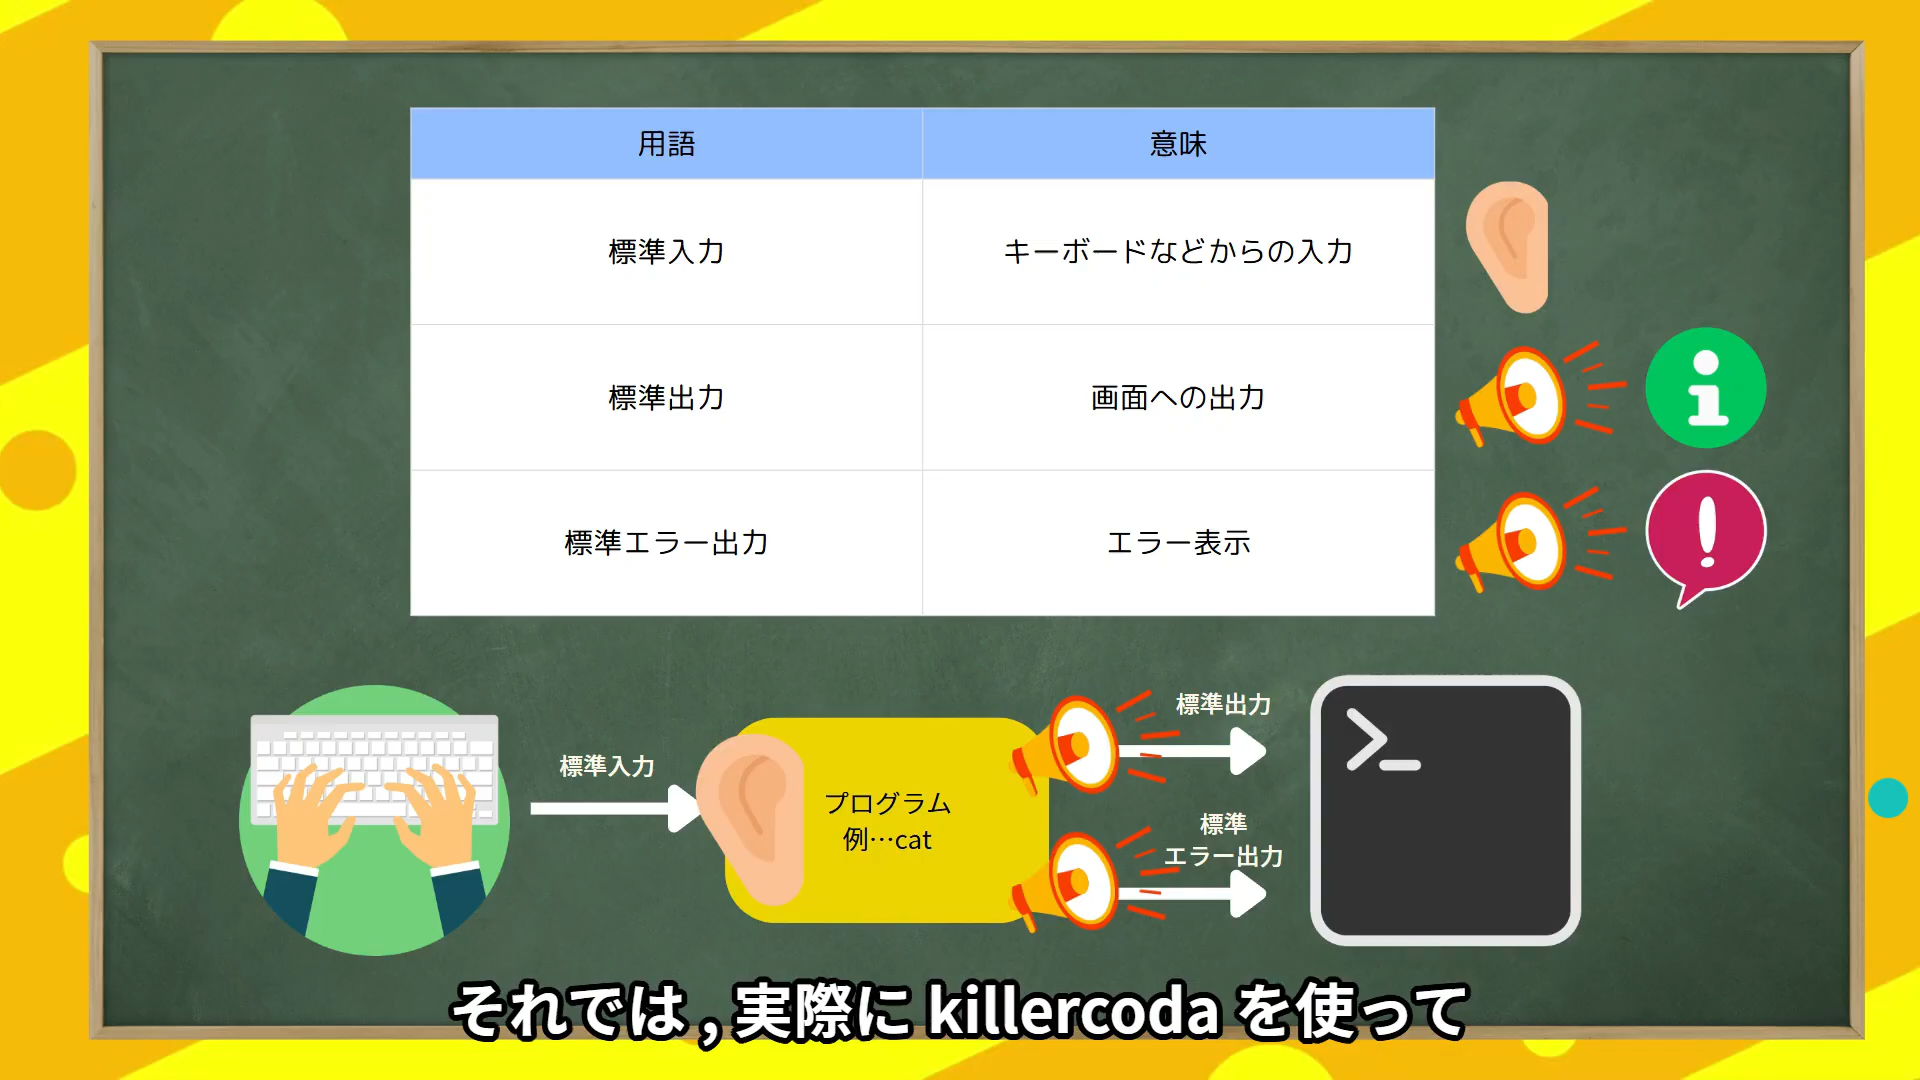 用語
意味
標準入力
キーボードなどからの入力
標準出力
画面への出力
標準エラー出力
エラー表示
標準入力
プログラム
例…cat
標準出力
標準
エラー出力
それでは , 実際に killercoda を使って